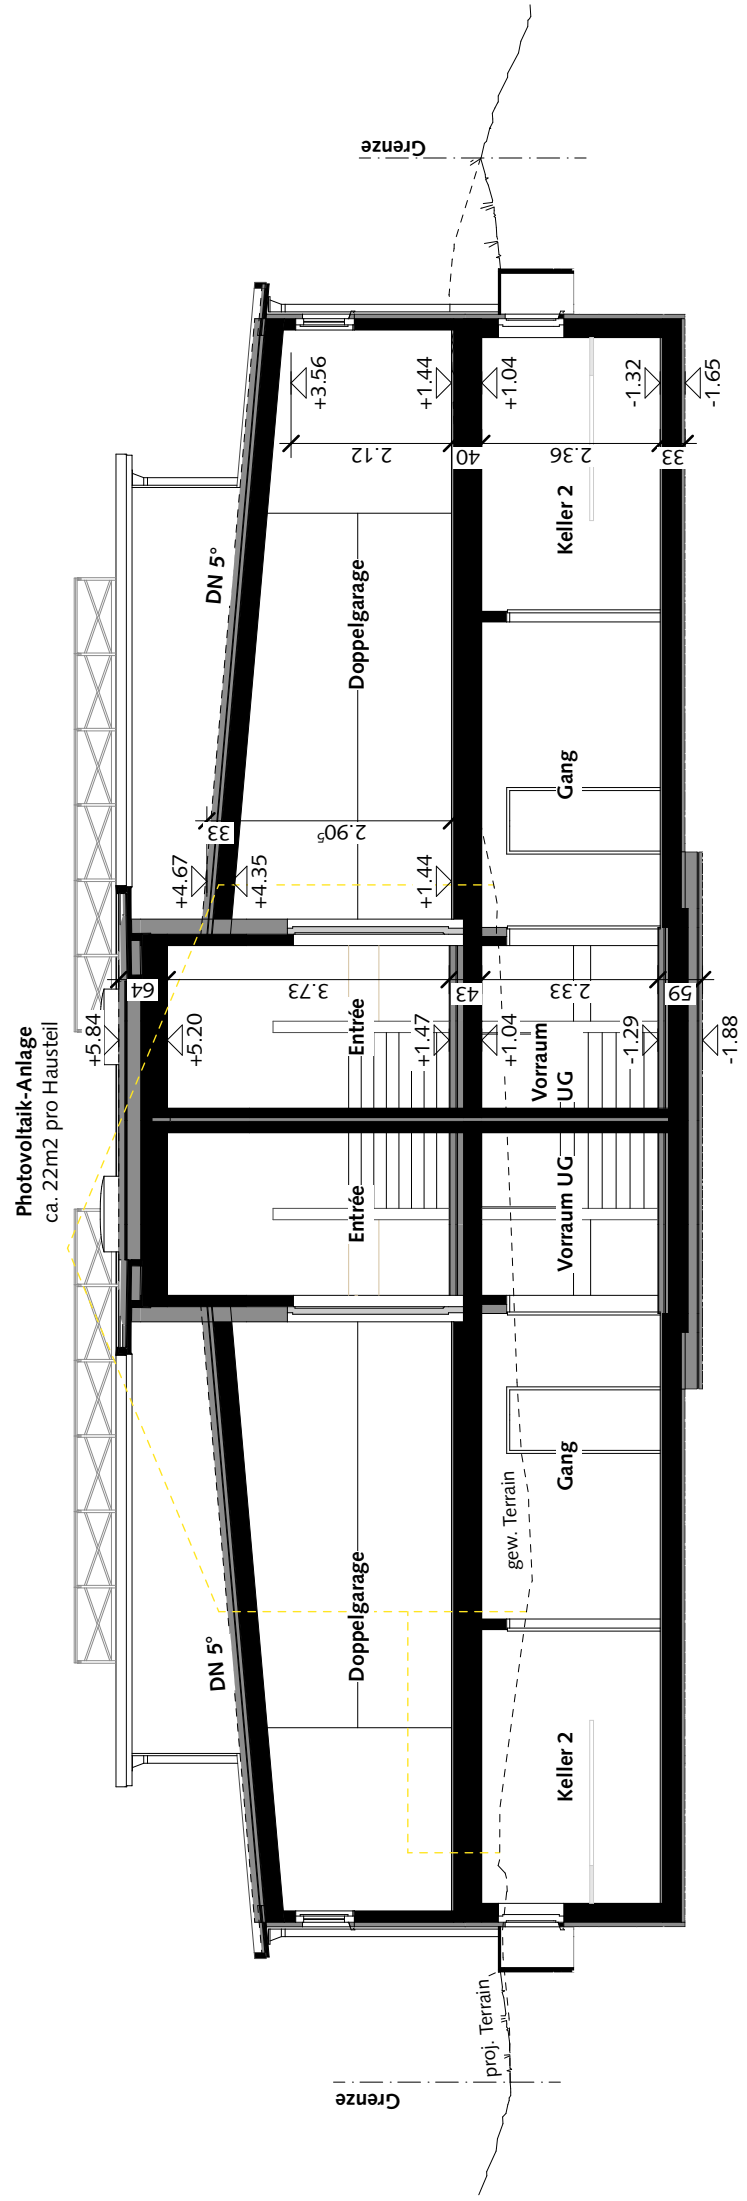 Photovoltaik-Anlage
ca. 22m2 pro Hausteil
Grenze
proj. Terrain
DN 5°
Doppelgarage
Keller 2
gew. Terrain
Gang
Entrée
Vorraum UG
Entrée
Vorraum
UG
+5.84
64
+5.20
3.73
+1.47
43
+1.04
2.33
-1.29
59
-1.88
+4.67
33
+4.35
2.90⁵
+1.44
Gang
DN 5°
Doppelgarage
Keller 2
+3.56
2.12
+1.44
40
+1.04
2.36
-1.32
33
-1.65
Grenze